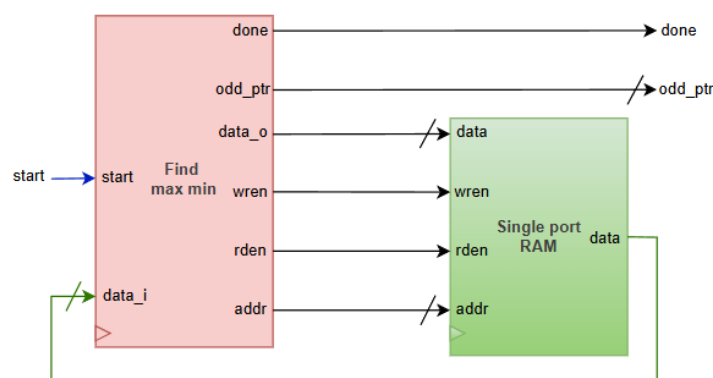 done
done
odd_ptr
odd_ptr
data_o
data
start
start
Find
max min
wren
wren
Single port
RAM
data
rden
rden
data_i
addr
addr